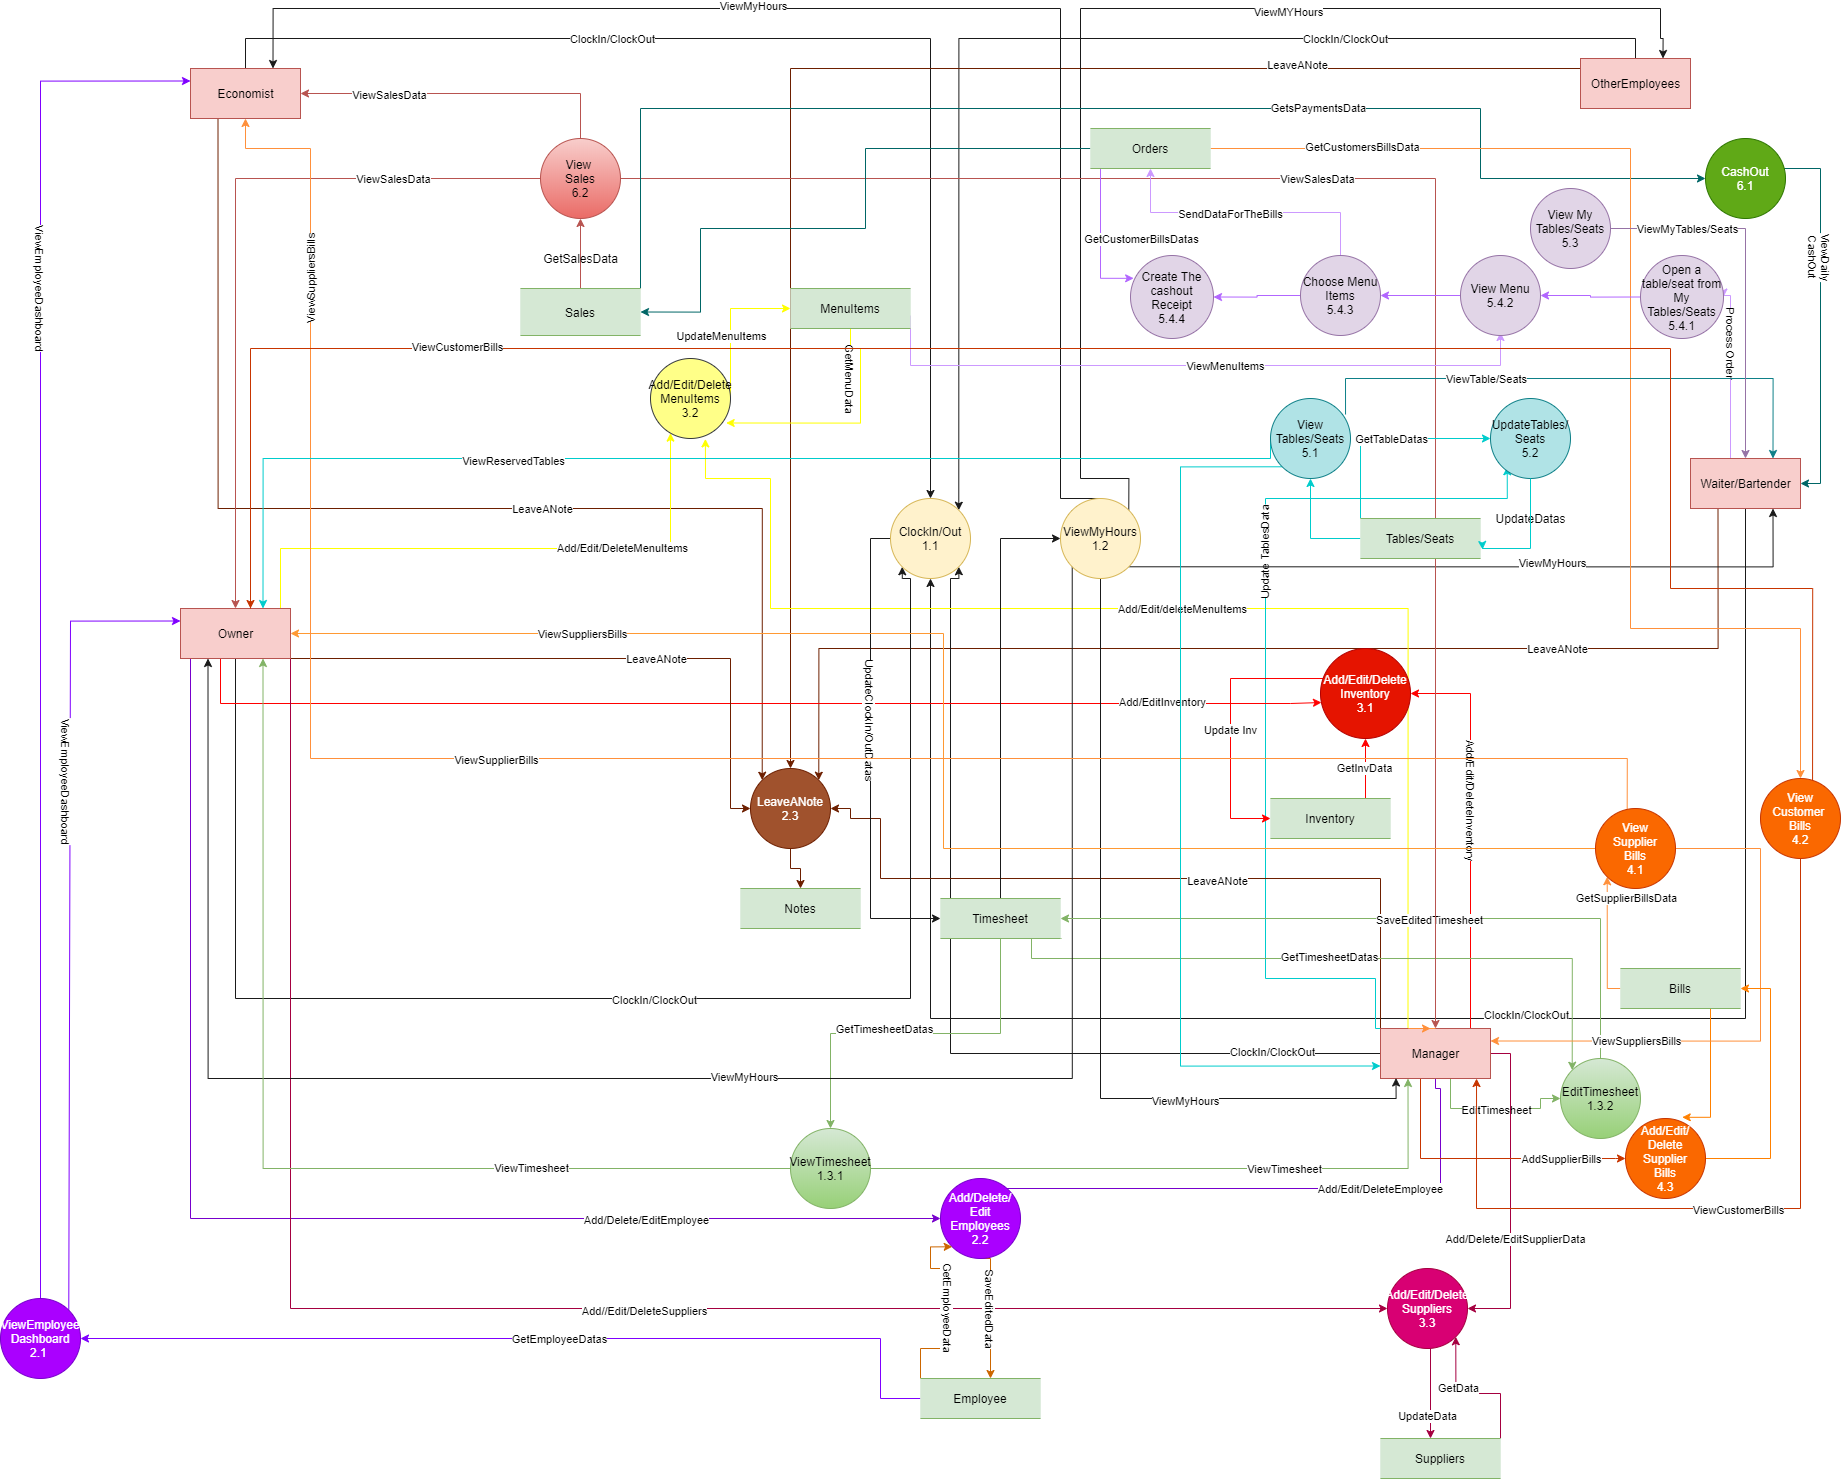 ViewMyHours
ViewMYHours
ClockIn/ClockOut
ClockIn/ClockOut
LeaveANote
OtherEmployees
Economist
ViewSalesData
GetsPaymentsData
Orders
GetCustomersBillsData
View
Sales
6.2
CashOut
6.1
ViewSalesData
ViewSalesData
View My
Tables/Seats
5.3
ViewMyTables/Seats
SendDataForTheBills
GetCustomerBillsDatas
ViewDaily
CashOut
ViewEmployeeDashboard
ViewSuppliersBills
GetSalesData
Create The
cashout
Receipt
5.4.4
Choose Menu
Items
5.4.3
View Menu
5.4.2
Open a
table/seat from
My
Tables/Seats
5.4.1
Sales
MenuItems
UpdateMenuItems
Process Order
ViewCustomerBills
GetMenuData
ViewMenuItems
ViewTable/Seats
Add/Edit/Delete
MenuItems
3.2
View
Tables/Seats
5.1
GetTableDatas
UpdateTables/
Seats
5.2
ViewReservedTables
Waiter/Bartender
LeaveANote
Update TablesData
UpdateDatas
ClockIn/Out
1.1
ViewMyHours
1.2
Tables/Seats
Add/Edit/DeleteMenuItems
ViewMyHours
Add/Edit/deleteMenuItems
Owner
ViewSuppliersBills
LeaveANote
LeaveANote
UpdateClockIn/OutDatas
Add/Edit/Delete
Inventory
3.1
Add/EditInventory
Update Inv
ViewEmployeeDashboard
ViewSupplierBills
GetInvData
Add/Edit/DeleteInventory
LeaveANote
2.3
Inventory
View
Customer
Bills
4.2
View
Supplier
Bills
4.1
LeaveANote
GetSupplierBillsData
Notes
Timesheet
SaveEditedTimesheet
GetTimesheetDatas
Bills
ClockIn/ClockOut
ClockIn/ClockOut
GetTimesheetDatas
ClockIn/ClockOut
Manager
ViewSuppliersBills
ViewMyHours
ViewMyHours
EditTimesheet
EditTimesheet
1.3.2
Add/Edit/
Delete
Supplier
Bills
4.3
AddSupplierBills
ViewTimesheet
ViewTimesheet
1.3.1
ViewTimesheet
Add/Edit/DeleteEmployee
Add/Delete/
Edit
Employees
2.2
ViewCustomerBills
Add/Delete/EditEmployee
Add/Delete/EditSupplierData
GetEmployeeData
SaveEditedData
Add//Edit/DeleteSuppliers
Add/Edit/Delete
Suppliers
3.3
ViewEmployee
Dashboard
2.1
GetEmployeeDatas
GetData
Employee
UpdateData
Suppliers